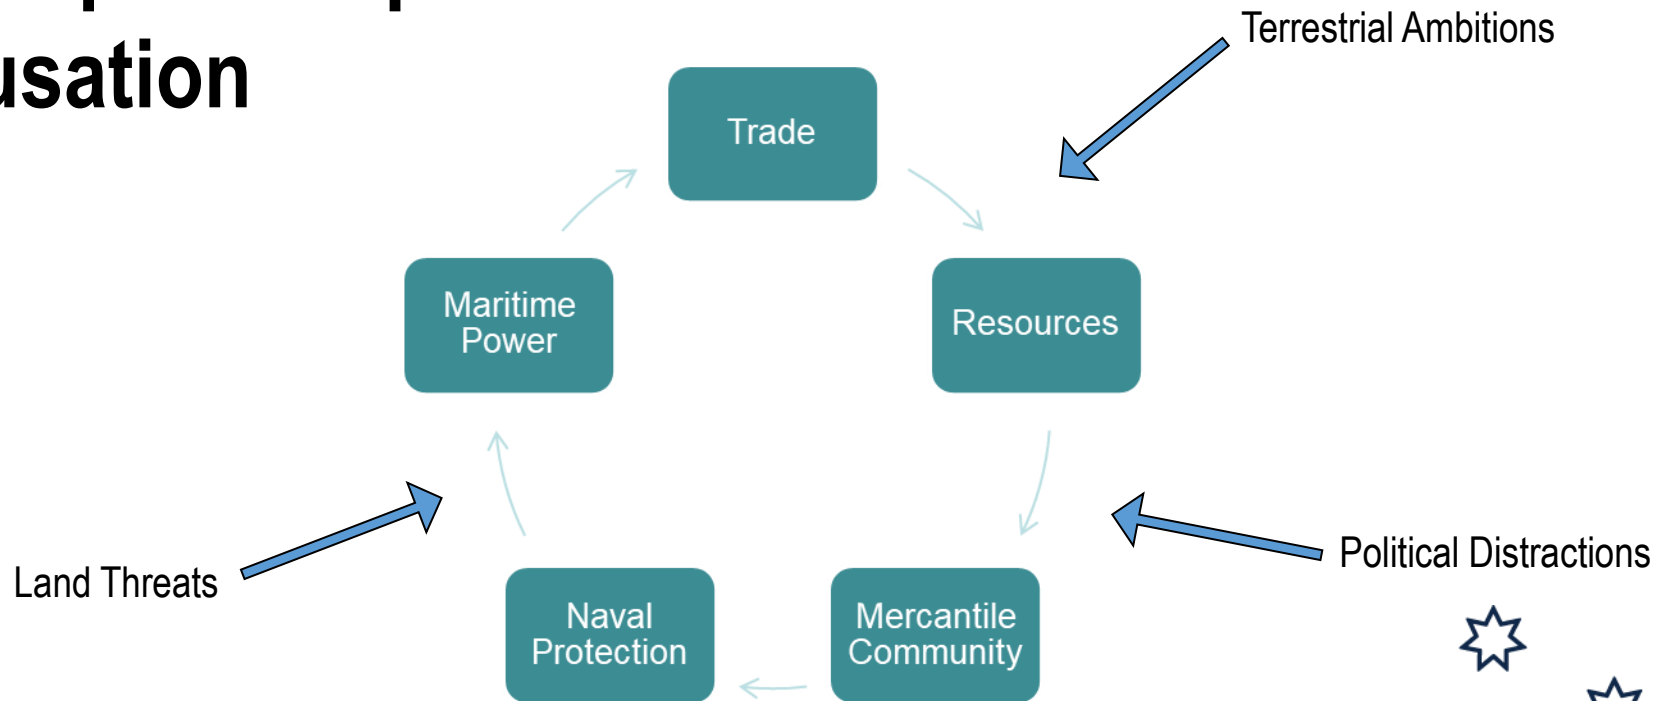 usation
Terrestrial Ambitions
Trade
Maritime
Power
Resources
Land Threats
Political Distractions
Naval
Protection
Mercantile
Community